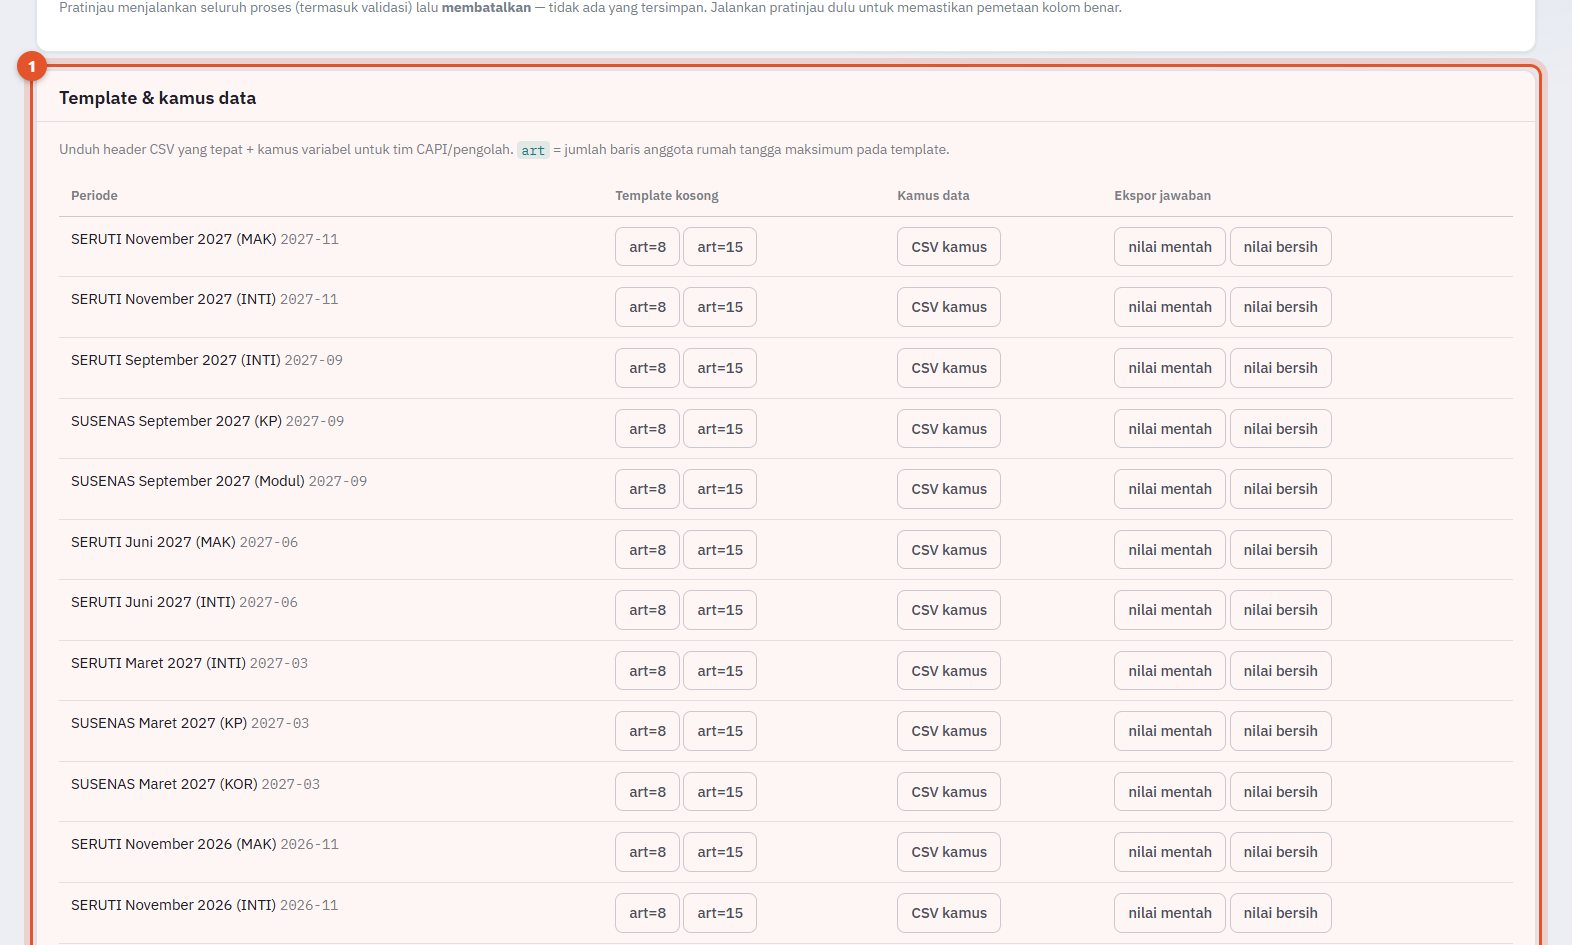 Pratinjau menjalankan seluruh proses (termasuk validasi) lalu membatalkan — tidak ada yang tersimpan. Jalankan pratinjau dulu untuk memastikan pemetaan kolom benar.
1
Template & kamus data
Unduh header CSV yang tepat + kamus variabel untuk tim CAPI/pengolah. art = jumlah baris anggota rumah tangga maksimum pada template.
Periode Template kosong Kamus data Ekspor jawaban
SERUTI November 2027 (MAK) 2027-11 art=8 art=15 CSV kamus nilai mentah nilai bersih
SERUTI November 2027 (INTI) 2027-11 art=8 art=15 CSV kamus nilai mentah nilai bersih
SERUTI September 2027 (INTI) 2027-09 art=8 art=15 CSV kamus nilai mentah nilai bersih
SUSENAS September 2027 (KP) 2027-09 art=8 art=15 CSV kamus nilai mentah nilai bersih
SUSENAS September 2027 (Modul) 2027-09 art=8 art=15 CSV kamus nilai mentah nilai bersih
SERUTI Juni 2027 (MAK) 2027-06 art=8 art=15 CSV kamus nilai mentah nilai bersih
SERUTI Juni 2027 (INTI) 2027-06 art=8 art=15 CSV kamus nilai mentah nilai bersih
SERUTI Maret 2027 (INTI) 2027-03 art=8 art=15 CSV kamus nilai mentah nilai bersih
SUSENAS Maret 2027 (KP) 2027-03 art=8 art=15 CSV kamus nilai mentah nilai bersih
SUSENAS Maret 2027 (KOR) 2027-03 art=8 art=15 CSV kamus nilai mentah nilai bersih
SERUTI November 2026 (MAK) 2026-11 art=8 art=15 CSV kamus nilai mentah nilai bersih
SERUTI November 2026 (INTI) 2026-11 art=8 art=15 CSV kamus nilai mentah nilai bersih